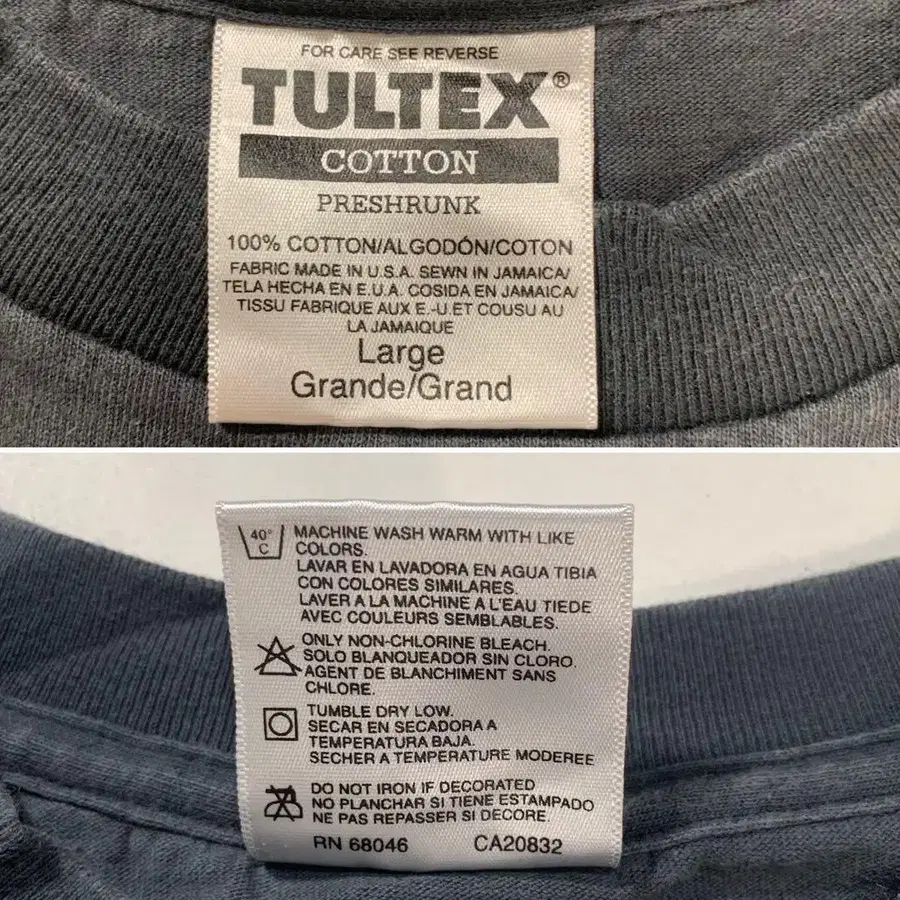 FOR CARE SEE REVERSE
TULTEX®
COTTON
PRESHRUNK
100% COTTON/ALGODÓN/COTON
FABRIC MADE IN U.S.A. SEWN IN JAMAICA/
TELA HECHA EN E.U.A. COSIDA EN JAMAICA/
TISSU FABRIQUE AUX E.-U ET COUSU AU
LA JAMAIQUE
Large
Grande/Grand
40°
C
MACHINE WASH WARM WITH LIKE
COLORS.
LAVAR EN LAVADORA EN AGUA TIBIA
CON COLORES SIMILARES.
LAVER A LA MACHINE A L'EAU TIEDE
AVEC COULEURS SEMBLABLES.
ONLY NON-CHLORINE BLEACH.
SOLO BLANQUEADOR SIN CLORO.
AGENT DE BLANCHIMENT SANS
CHLORE.
TUMBLE DRY LOW.
SECAR EN SECADORA A
TEMPERATURA BAJA.
SECHER A TEMPERATURE MODEREE
DO NOT IRON IF DECORATED
NO PLANCHAR SI TIENE ESTAMPADO
NE PAS REPASSER SI DECORE.
RN 68046 CA20832